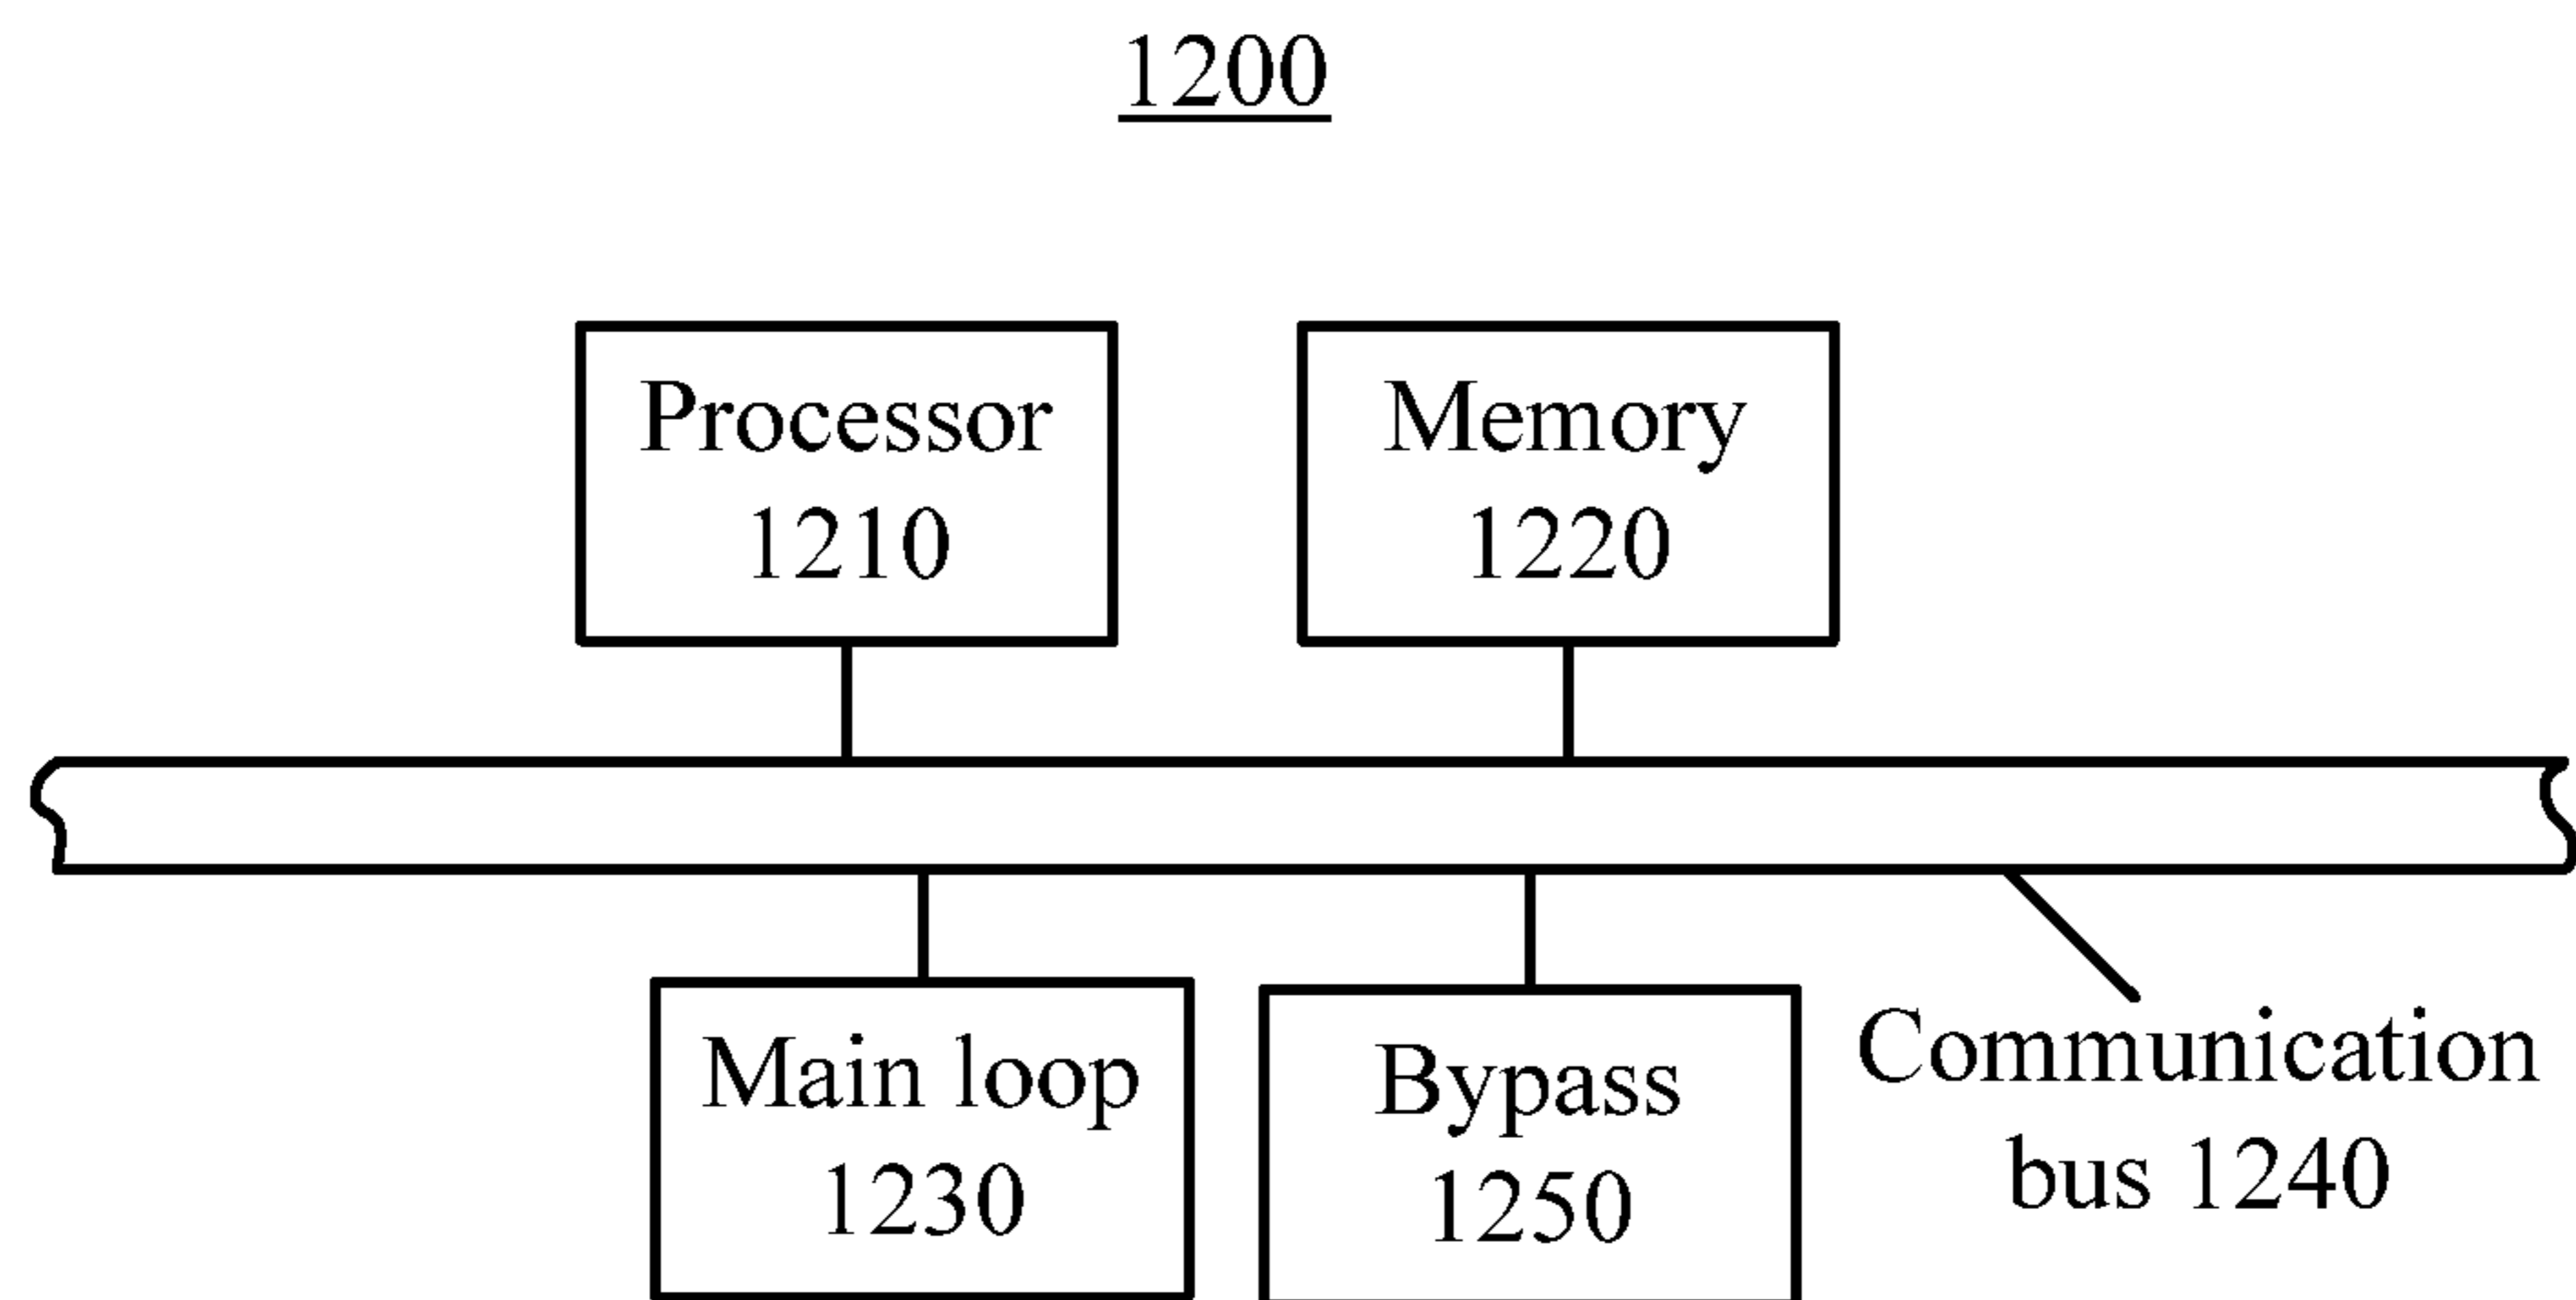 1200
Processor
1210
Memory
1220
Main loop
1230
Bypass
1250
Communication
bus 1240